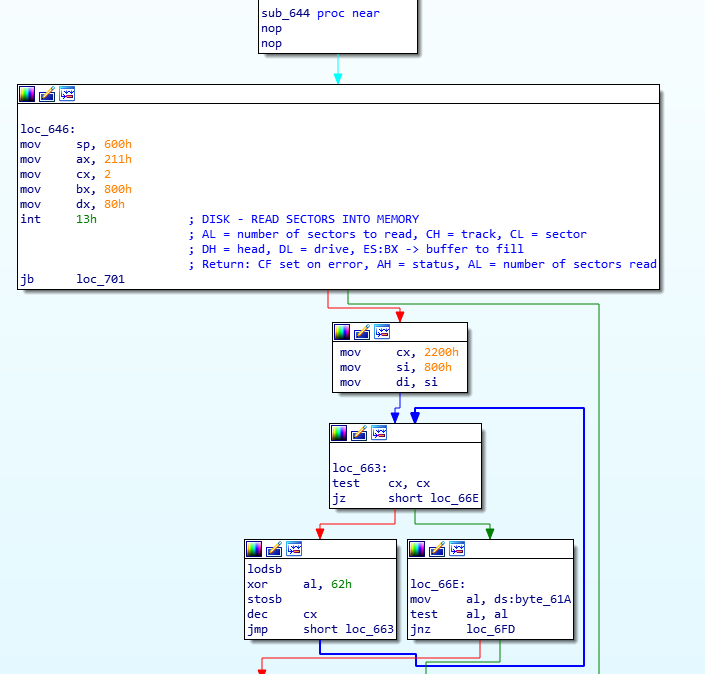 sub_644 proc near
nop
nop
loc_646:
mov sp, 600h
mov ax, 211h
mov cx, 2
mov bx, 800h
mov dx, 80h
int 13h ; DISK - READ SECTORS INTO MEMORY
; AL = number of sectors to read, CH = track, CL = sector
; DH = head, DL = drive, ES:BX -> buffer to fill
; Return: CF set on error, AH = status, AL = number of sectors read
jb loc_701
mov cx, 2200h
mov si, 800h
mov di, si
loc_663:
test cx, cx
jz short loc_66E
lodsb
xor al, 62h
stosb
dec cx
jmp short loc_663
loc_66E:
mov al, ds:byte_61A
test al, al
jnz loc_6FD